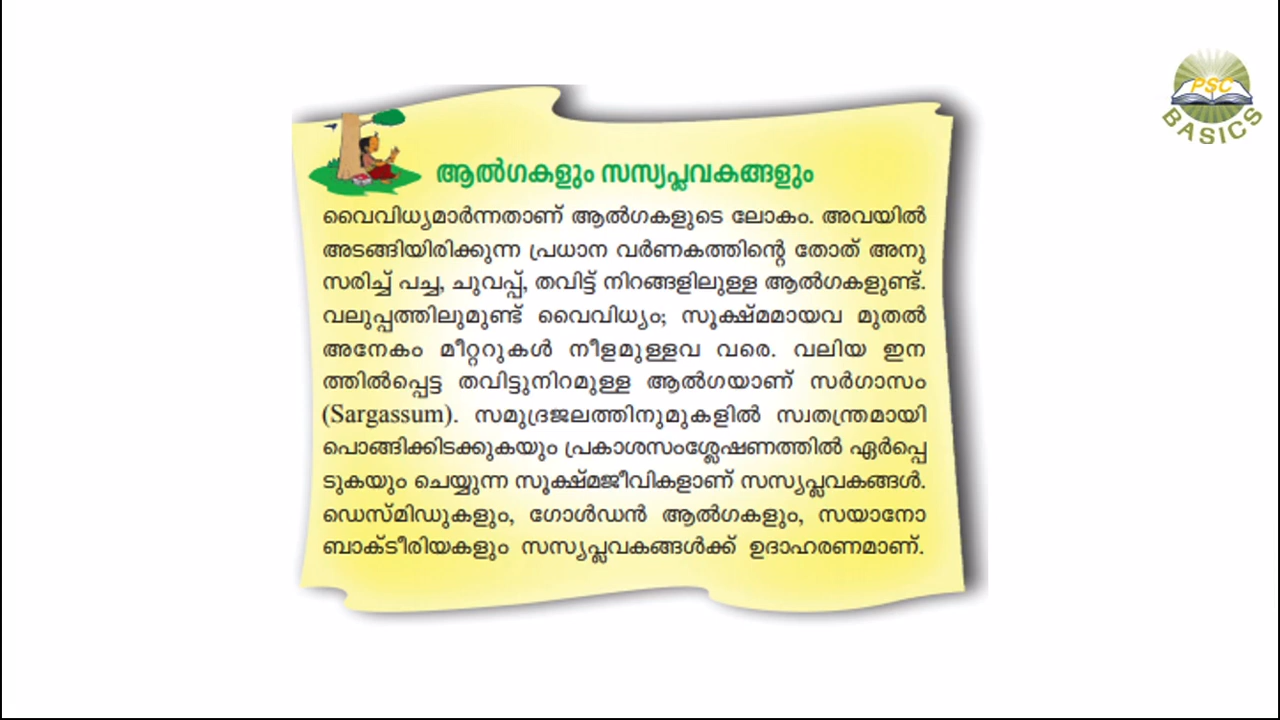 PSC
BASICS
ആൽഗകളും സസ്യപ്ലവകങ്ങളും
വൈവിധ്യമാർന്നതാണ് ആൽഗകളുടെ ലോകം. അവയിൽ
അടങ്ങിയിരിക്കുന്ന പ്രധാന വർണകത്തിന്റെ തോത് അനു
സരിച്ച് പച്ച, ചുവപ്പ്, തവിട്ട് നിറങ്ങളിലുള്ള ആൽഗകളുണ്ട്.
വലുപ്പത്തിലുമുണ്ട് വൈവിധ്യം; സൂക്ഷ്മമായവ മുതൽ
അനേകം മീറ്ററുകൾ നീളമുള്ളവ വരെ. വലിയ ഇന
ത്തിൽപ്പെട്ട തവിട്ടുനിറമുള്ള ആൽഗയാണ് സർഗാസം
(Sargassum). സമുദ്രജലത്തിനുമുകളിൽ സ്വതന്ത്രമായി
പൊങ്ങിക്കിടക്കുകയും പ്രകാശസംശ്ലേഷണത്തിൽ ഏർപ്പെ
ടുകയും ചെയ്യുന്ന സൂക്ഷ്മജീവികളാണ് സസ്യപ്ലവകങ്ങൾ.
ഡെസ്മിഡുകളും, ഗോൾഡൻ ആൽഗകളും, സയാനോ
ബാക്ടീരിയകളും സസ്യപ്ലവകങ്ങൾക്ക് ഉദാഹരണമാണ്.